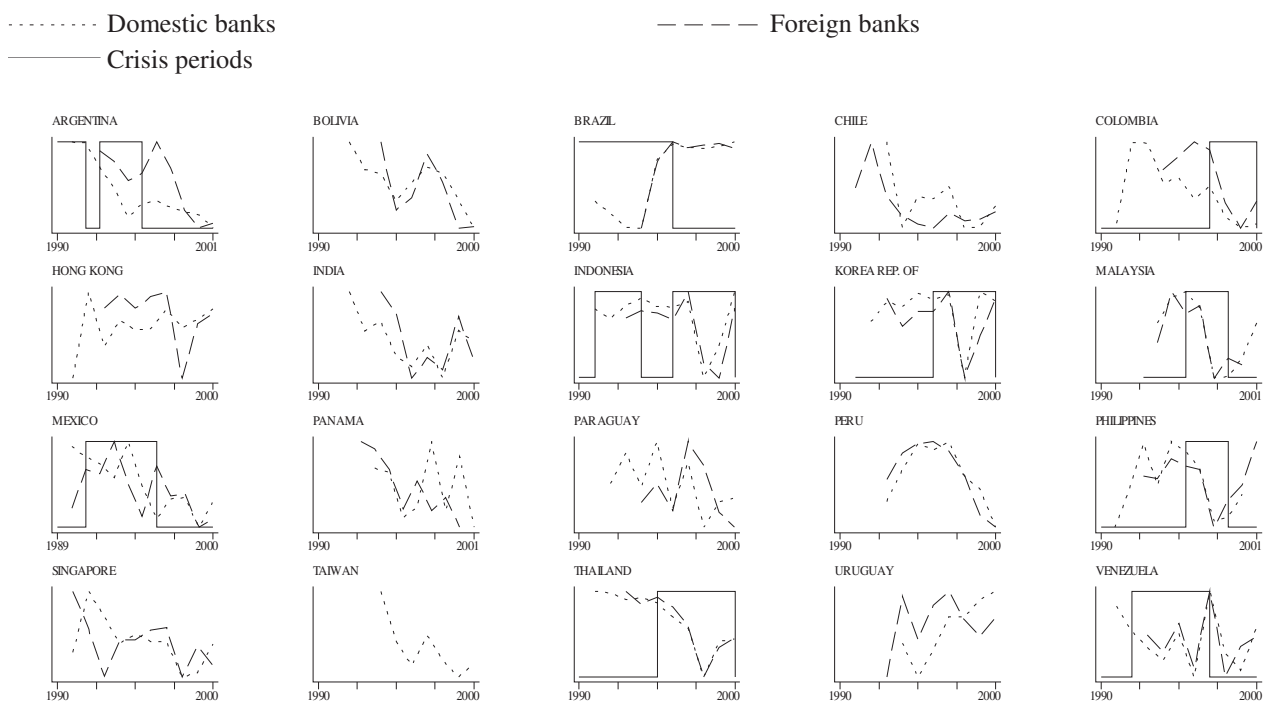 Domestic banks Foreign banks
Crisis periods
ARGENTINA BOLIVIA BRAZIL CHILE COLOMBIA
1990 2001 1990 2000 1990 2000 1990 2000 1990 2000
HONG KONG INDIA INDONESIA KOREA REP. OF MALAYSIA
1990 2000 1990 2000 1990 2000 1990 2000 1990 2001
MEXICO PANAMA PARAGUAY PERU PHILIPPINES
1989 2000 1990 2001 1990 2000 1990 2000 1990 2001
SINGAPORE TAIWAN THAILAND URUGUAY VENEZUELA
1990 2000 1990 2000 1990 2000 1990 2000 1990 2000